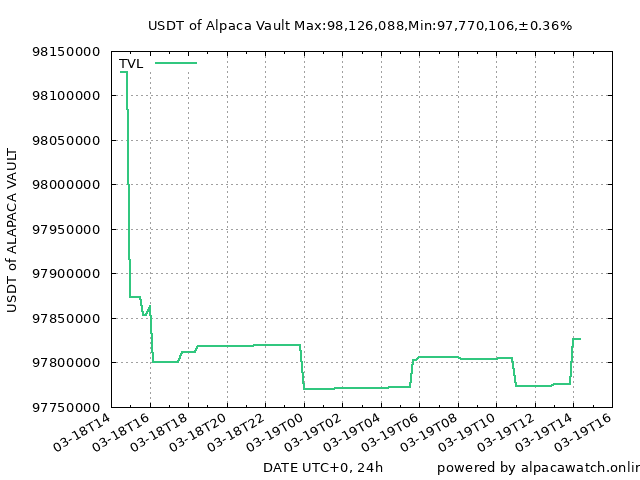 USDT of Alpaca Vault Max:98,126,088,Min:97,770,106,±0.36%
TVL
98150000
98100000
98050000
98000000
97950000
97900000
97850000
97800000
97750000
USDT of ALAPACA VAULT
03-18T14
03-18T16
03-18T18
03-18T20
03-18T22
03-19T00
03-19T02
03-19T04
03-19T06
03-19T08
03-19T10
03-19T12
03-19T14
03-19T16
DATE UTC+0, 24h
powered by alpacawatch.onlin